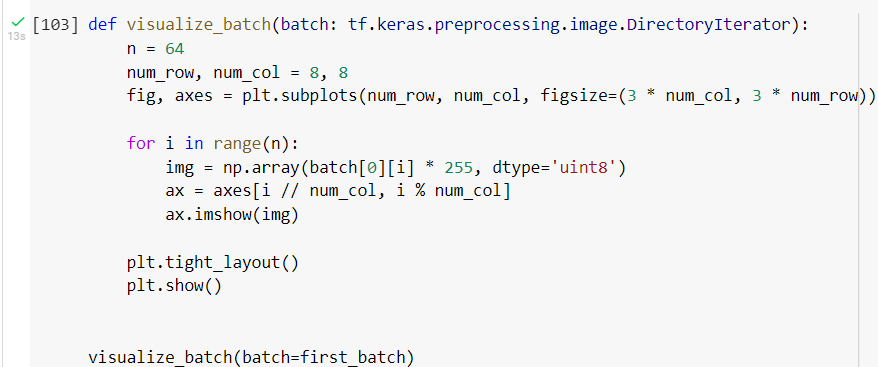 [103] def visualize_batch(batch: tf.keras.preprocessing.image.DirectoryIterator):
13s
n = 64
num_row, num_col = 8, 8
fig, axes = plt.subplots(num_row, num_col, figsize=(3 * num_col, 3 * num_row))
for i in range(n):
img = np.array(batch[0][i] * 255, dtype='uint8')
ax = axes[i // num_col, i % num_col]
ax.imshow(img)
plt.tight_layout()
plt.show()
visualize_batch(batch=first_batch)